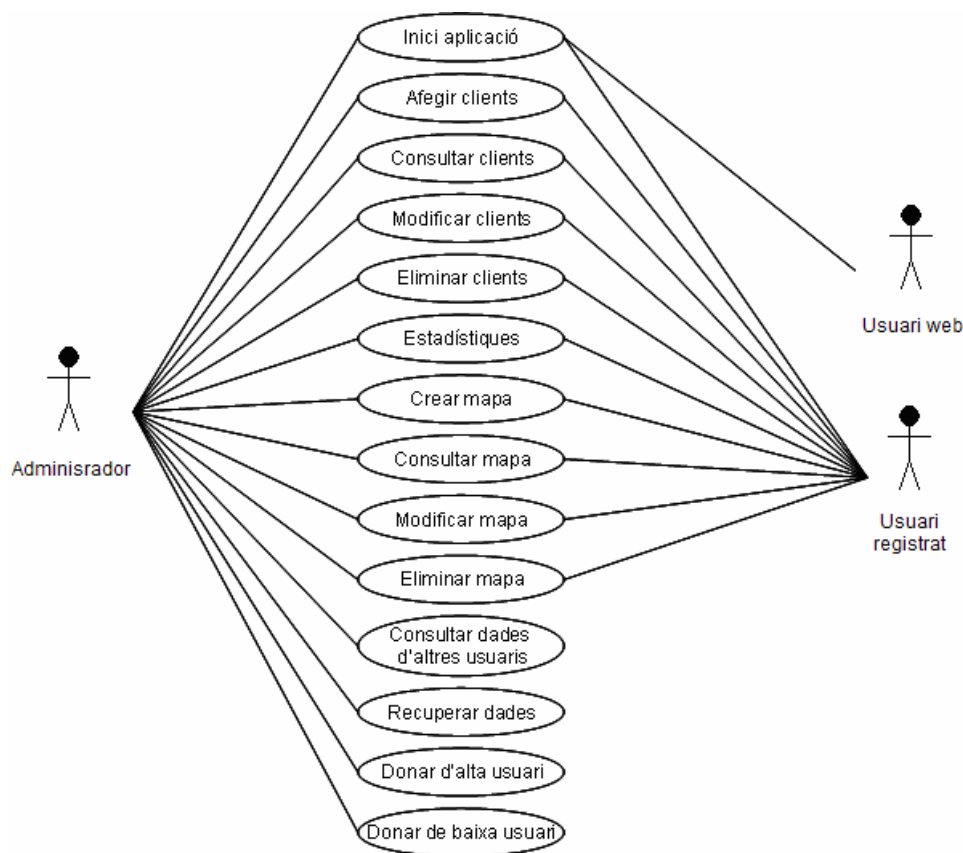 Inici aplicació
Afegir clients
Consultar clients
Modificar clients
Eliminar clients
Estadístiques
Crear mapa
Consultar mapa
Modificar mapa
Eliminar mapa
Consultar dades
d'altres usuaris
Recuperar dades
Donar d'alta usuari
Donar de baixa usuari
Adminisrador
Usuari web
Usuari
registrat